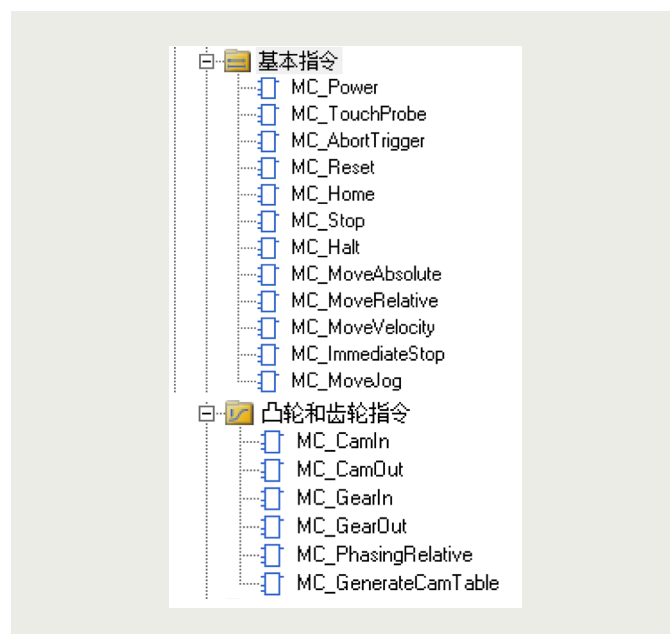 基本指令
MC_Power
MC_TouchProbe
MC_AbortTrigger
MC_Reset
MC_Home
MC_Stop
MC_Halt
MC_MoveAbsolute
MC_MoveRelative
MC_MoveVelocity
MC_ImmediateStop
MC_MoveJog
凸轮和齿轮指令
MC_CamIn
MC_CamOut
MC_GearIn
MC_GearOut
MC_PhasingRelative
MC_GenerateCamTable